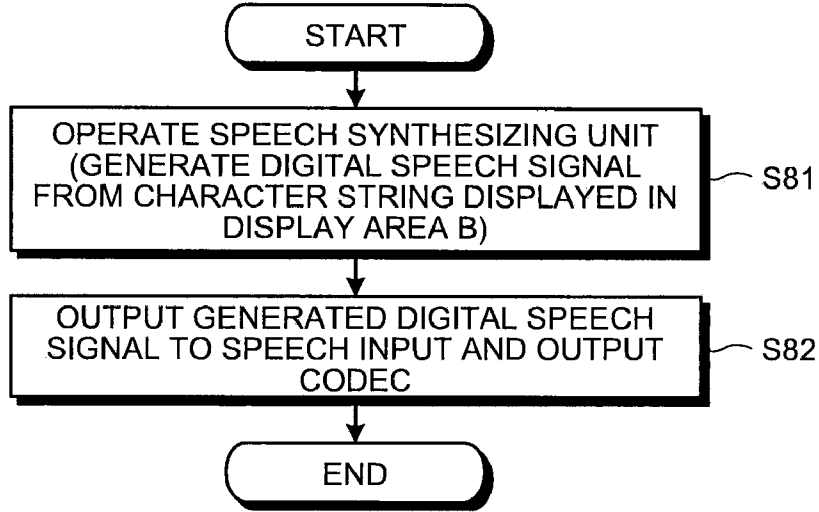 START
OPERATE SPEECH SYNTHESIZING UNIT
(GENERATE DIGITAL SPEECH SIGNAL
FROM CHARACTER STRING DISPLAYED IN
DISPLAY AREA B)
S81
OUTPUT GENERATED DIGITAL SPEECH
SIGNAL TO SPEECH INPUT AND OUTPUT
CODEC
S82
END